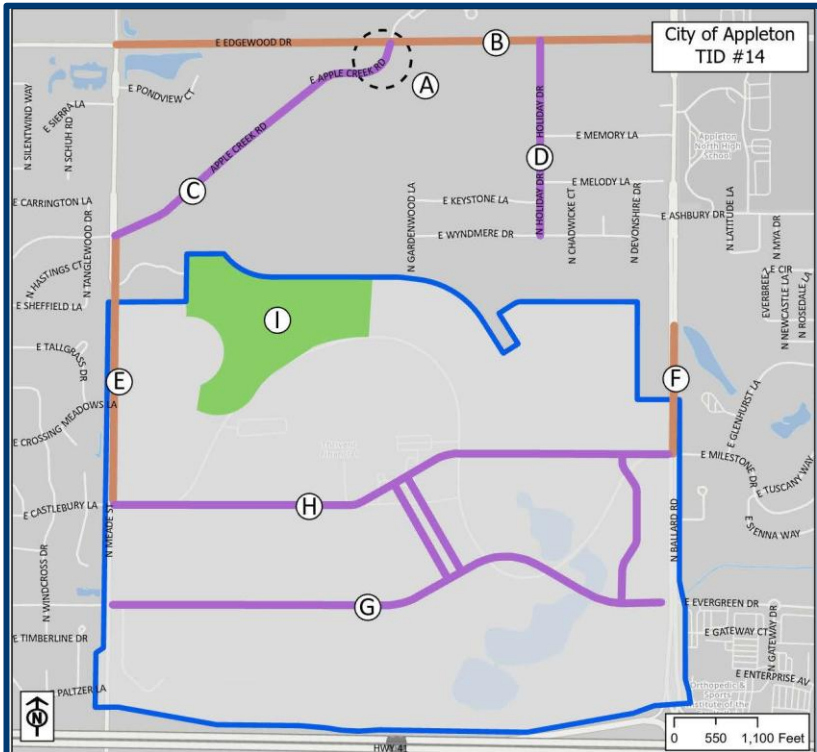 City of Appleton
TID #14
E EDGEWOOD DR
B
E APPLE CREEK RD
A
E PONDVIEW CT
E SIERRA LA
N SILENTWIND WAY
N SCHUH RD
APPLE CREEK RD
HOLIDAY DR
E MEMORY LA
Appleton
North High
School
D
E MELODY LA
C
N GARDENWOOD LA
E KEYSTONE LA
N HOLIDAY DR
N CHADWICKE CT
N DEVONSHIRE DR
N LATITUDE LA
E CARRINGTON LA
N TANGLEWOOD DR
E WYNDMERE DR
E ASHBURY DR
N MYA DR
N HASTINGS CT
E SHEFFIELD LA
E CIR
N NEWCASTLE LA
N ROSEDALE LA
I
E TALLGRASS DR
E
F
E CROSSING MEADOWS LA
E GLENHURST LA
E MILESTONE DR
E TUSCANY WAY
E CASTLEBURY LA
H
N MEADE ST
N BALLARD RD
E SIENNA WAY
N WINDCROSS DR
G
E EVERGREEN DR
E TIMBERLINE DR
E GATEWAY CT
N GATEWAY DR
E ENTERPRISE AV
PALTZER LA
Orthopedic &
Sports
Institute of the
N
0 550 1,100 Feet
HWY 41